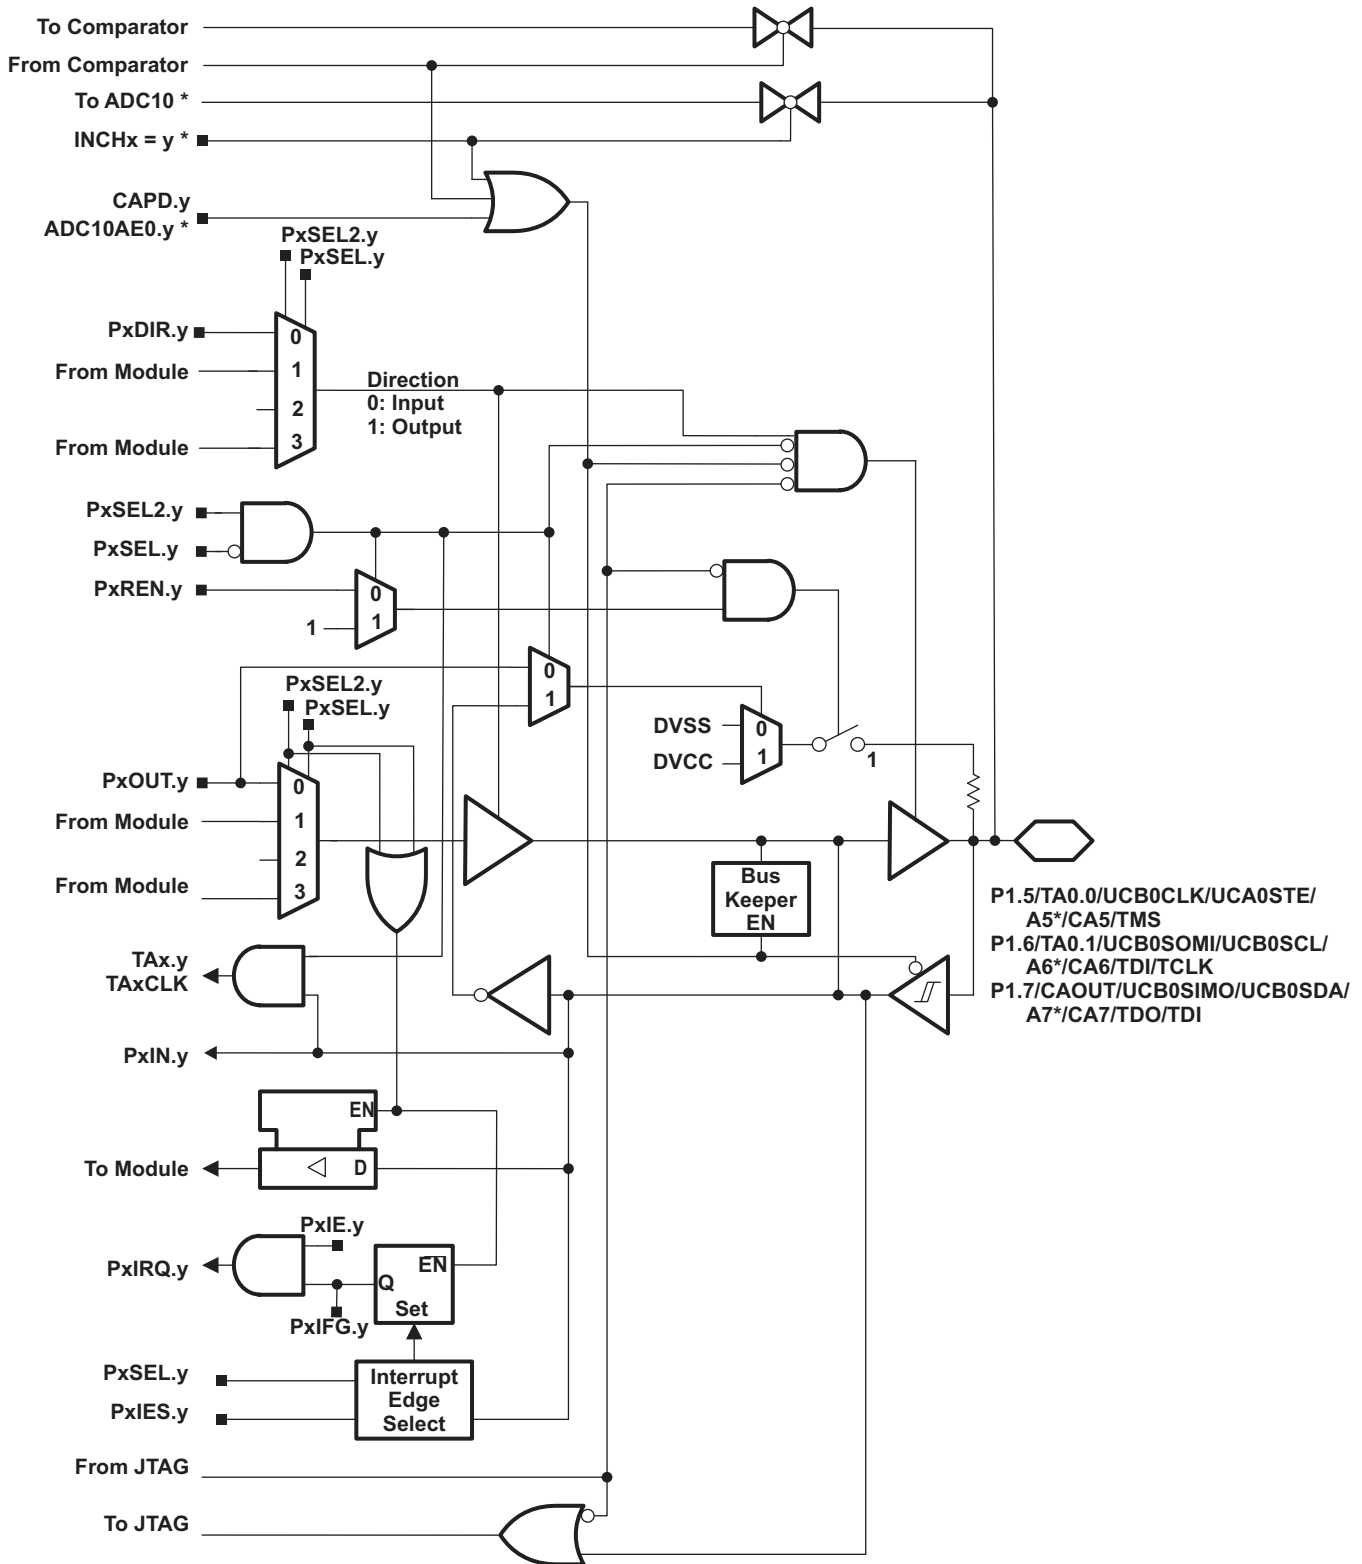 To Comparator
From Comparator
To ADC10 *
INCHx = y *
CAPD.y
ADC10AE0.y *
PxSEL2.y
PxSEL.y
PxDIR.y
0
From Module
1
Direction
0: Input
1: Output
2
From Module
3
PxSEL2.y
PxSEL.y
PxREN.y
0
1
1
0
1
PxSEL2.y
PxSEL.y
DVSS
0
DVCC
1
1
PxOUT.y
0
From Module
1
2
From Module
3
Bus
Keeper
EN
P1.5/TA0.0/UCB0CLK/UCA0STE/
A5*/CA5/TMS
P1.6/TA0.1/UCB0SOMI/UCB0SCL/
A6*/CA6/TDI/TCLK
P1.7/CAOUT/UCB0SIMO/UCB0SDA/
A7*/CA7/TDO/TDI
TAx.y
TAxCLK
PxIN.y
EN
To Module
D
PxIE.y
PxIRQ.y
EN
Q
Set
PxIFG.y
PxSEL.y
PxIES.y
Interrupt
Edge
Select
From JTAG
To JTAG